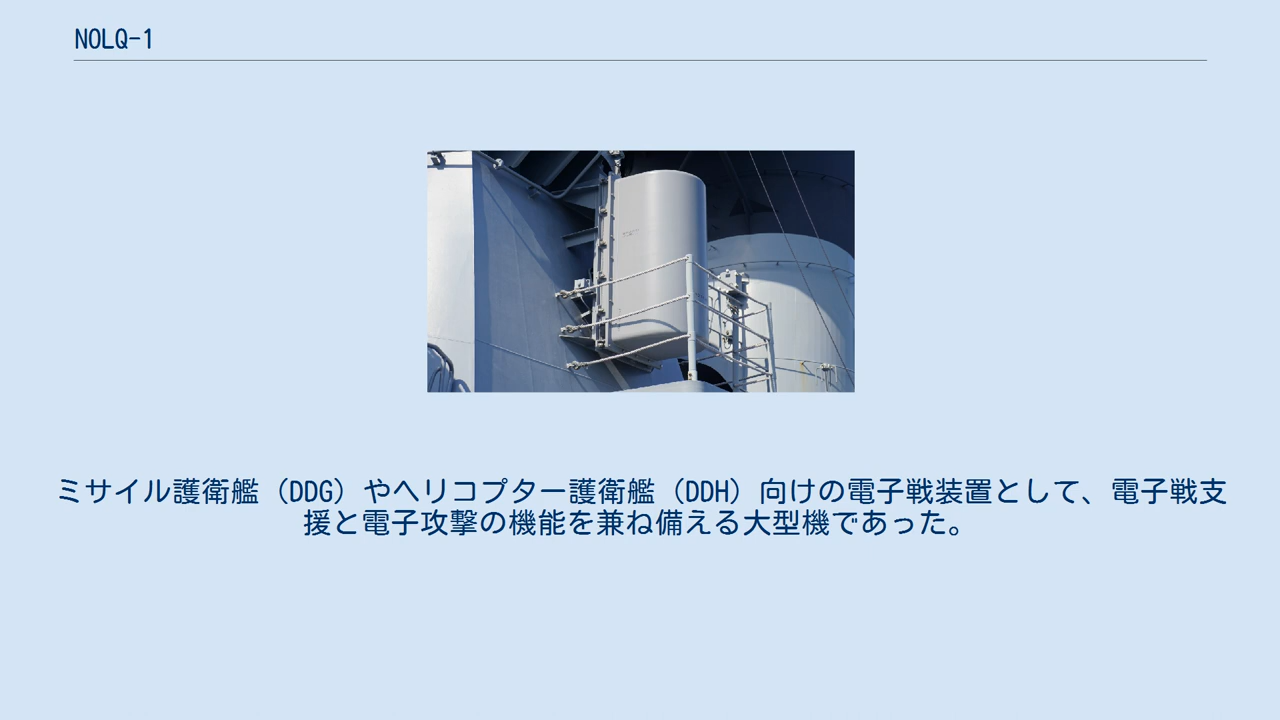 NOLQ-1
ミサイル護衛艦（DDG）やヘリコプター護衛艦（DDH）向けの電子戦装置として、電子戦支
援と電子攻撃の機能を兼ね備える大型機であった。